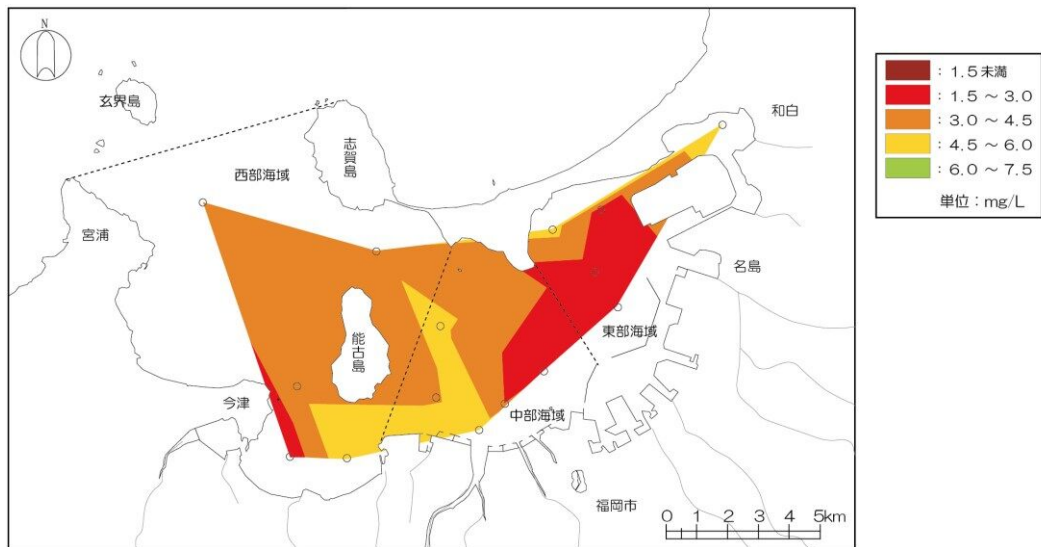 N
玄界島
志賀島
和白
西部海域
宮浦
名島
能古島
東部海域
今津
中部海域
福岡市
0 1 2 3 4 5km
: 1.5未満
: 1.5 ～ 3.0
: 3.0 ～ 4.5
: 4.5 ～ 6.0
: 6.0 ～ 7.5
単位：mg/L